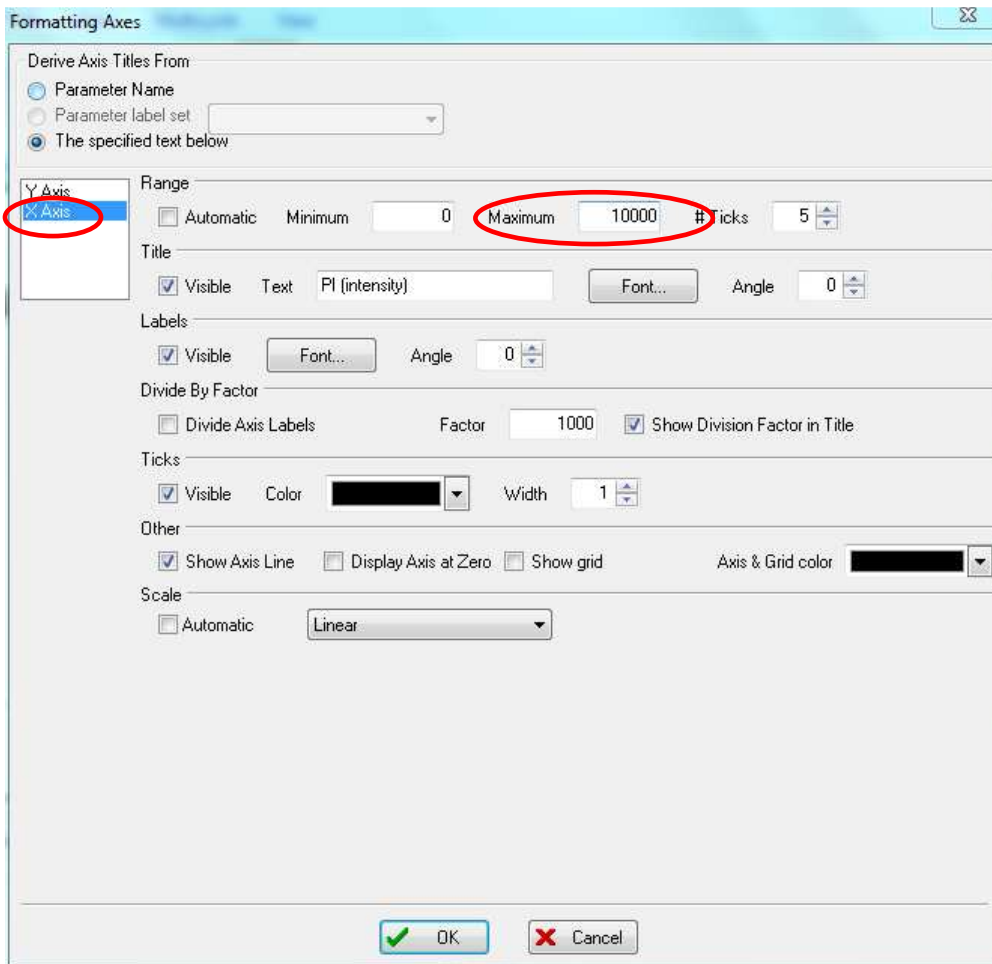 Formatting Axes
Derive Axis Titles From
Parameter Name
Parameter label set
The specified text below
Y Axis
X Axis
Range
Automatic Minimum 0 Maximum 10000 # Ticks 5
Title
Visible Text PI (intensity) Font... Angle 0
Labels
Visible Font... Angle 0
Divide By Factor
Divide Axis Labels Factor 1000 Show Division Factor in Title
Ticks
Visible Color Width 1
Other
Show Axis Line Display Axis at Zero Show grid Axis & Grid color
Scale
Automatic Linear
OK Cancel